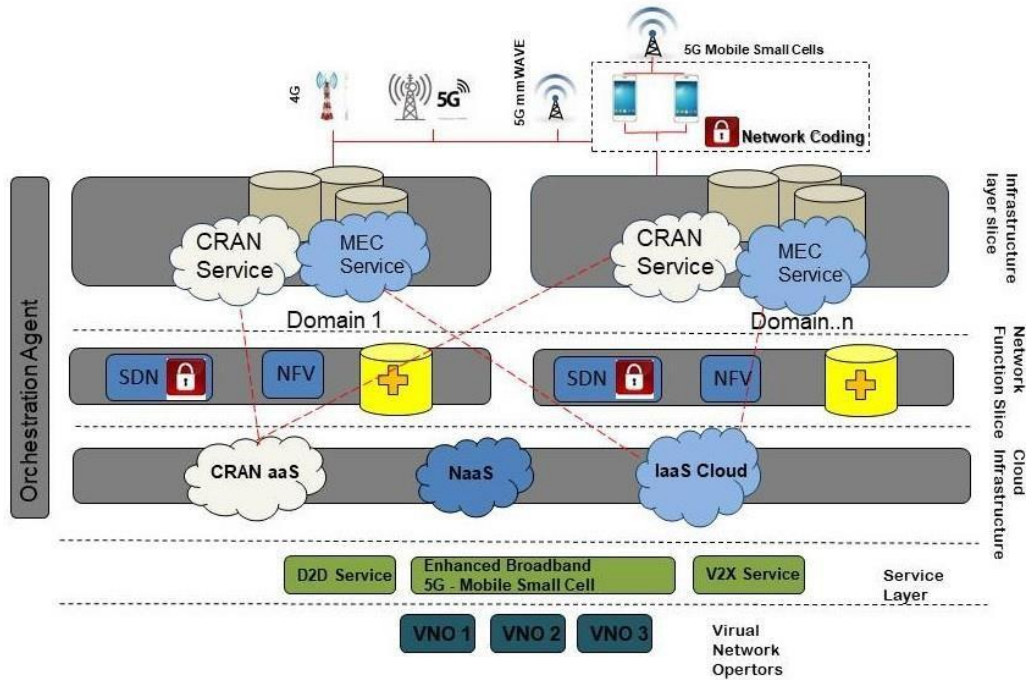 5G Mobile Small Cells
4G
5G
5G mmWAVE
Network Coding
Orchestration Agent
CRAN
Service
MEC
Service
CRAN
Service
MEC
Service
Infrastructure
layer slice
Domain 1
Domain..n
SDN
NFV
SDN
NFV
Network
Function Slice
CRAN aaS
NaaS
IaaS Cloud
Cloud
Infrastructure
D2D Service
Enhanced Broadband
5G - Mobile Small Cell
V2X Service
Service
Layer
VNO 1
VNO 2
VNO 3
Virual
Network
Opertors